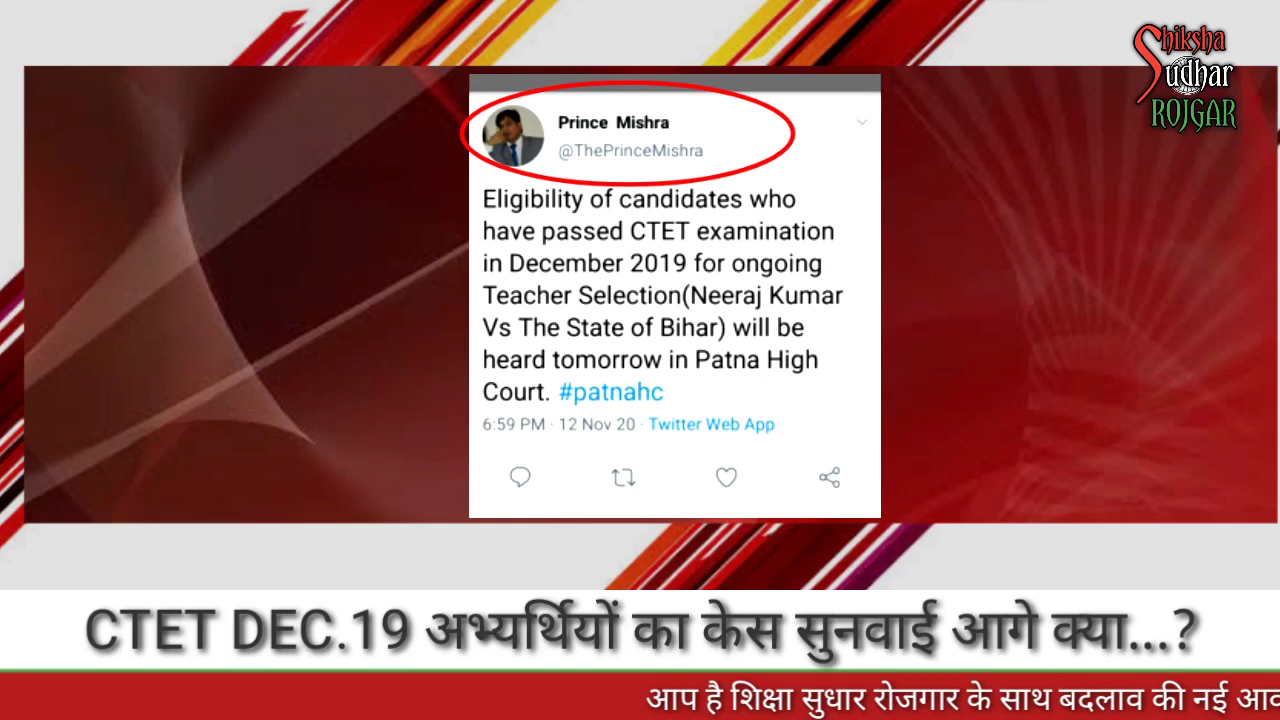 Shiksha
Sudhar
ROJGAR
Prince Mishra
@ThePrinceMishra
Eligibility of candidates who
have passed CTET examination
in December 2019 for ongoing
Teacher Selection(Neeraj Kumar
Vs The State of Bihar) will be
heard tomorrow in Patna High
Court. #patnahc
6:59 PM · 12 Nov 20 · Twitter Web App
CTET DEC.19 अभ्यर्थियों का केस सुनवाई आगे क्या...?
आप है शिक्षा सुधार रोजगार के साथ बदलाव की नई